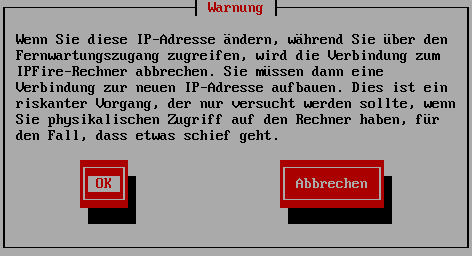 Warnung
Wenn Sie diese IP-Adresse ändern, während Sie über den
Fernwartungszugang zugreifen, wird die Verbindung zum
IPFire-Rechner abbrechen. Sie müssen dann eine
Verbindung zur neuen IP-Adresse aufbauen. Dies ist ein
riskanter Vorgang, der nur versucht werden sollte, wenn
Sie physikalischen Zugriff auf den Rechner haben, für
den Fall, dass etwas schief geht.
OK
Abbrechen